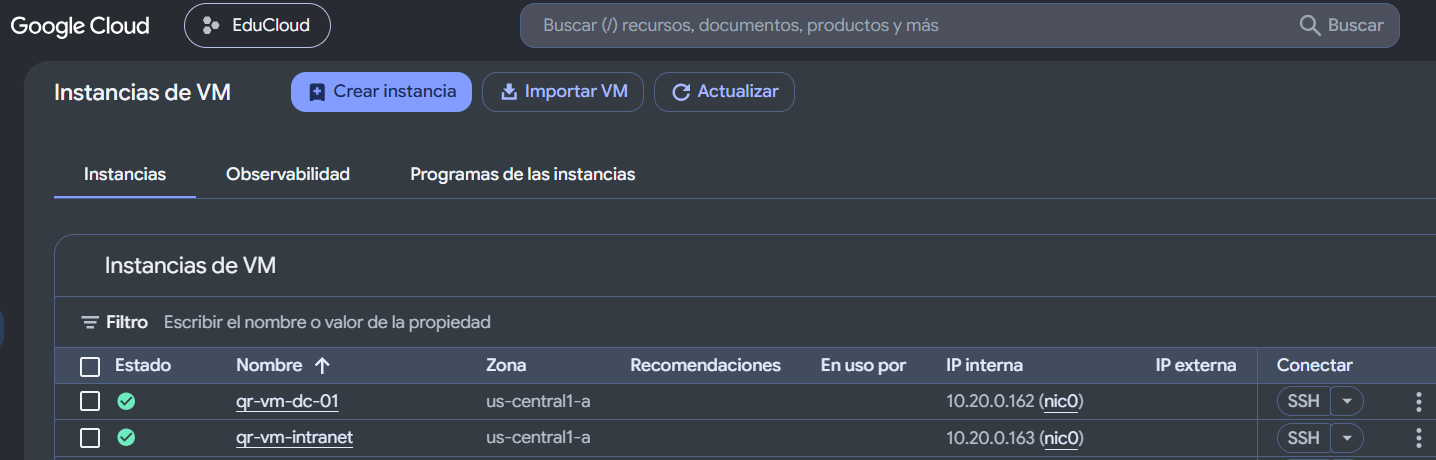 Google Cloud EduCloud Buscar (/) recursos, documentos, productos y más Buscar
Instancias de VM Crear instancia Importar VM Actualizar
Instancias Observabilidad Programas de las instancias
Instancias de VM
Filtro Escribir el nombre o valor de la propiedad
Estado Nombre Zona Recomendaciones En uso por IP interna IP externa Conectar
qr-vm-dc-01 us-central1-a 10.20.0.162 (nic0) SSH
qr-vm-intranet us-central1-a 10.20.0.163 (nic0) SSH